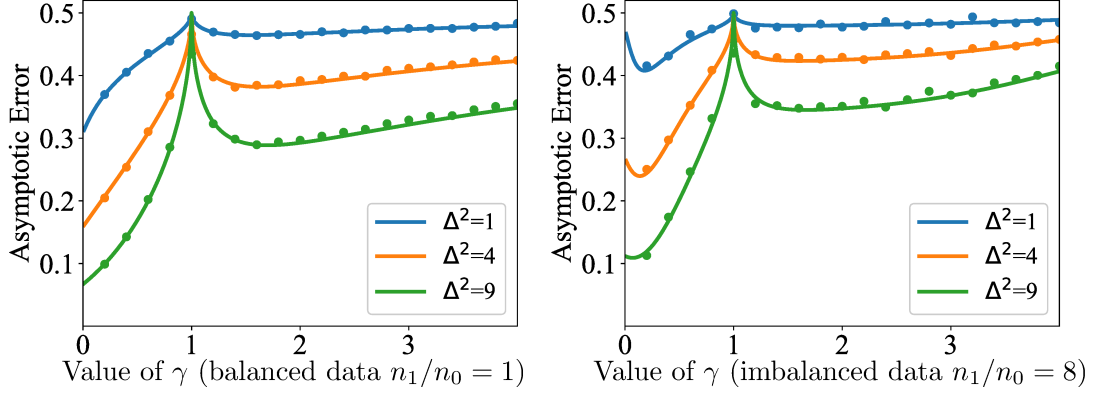 Asymptotic Error
0.5
0.4
0.3
0.2
0.1
0
1
2
3
Δ²=1
Δ²=4
Δ²=9
Value of γ (balanced data n₁/n₀ = 1)
Asymptotic Error
0.5
0.4
0.3
0.2
0.1
0
1
2
3
Δ²=1
Δ²=4
Δ²=9
Value of γ (imbalanced data n₁/n₀ = 8)